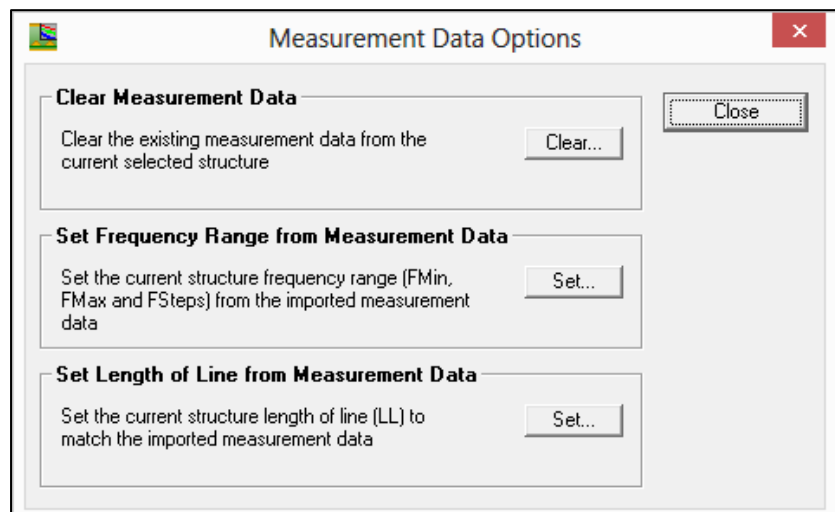 Measurement Data Options
Clear Measurement Data
Clear the existing measurement data from the
current selected structure
Clear...
Close
Set Frequency Range from Measurement Data
Set the current structure frequency range (FMin,
FMax and FSteps) from the imported measurement
data
Set...
Set Length of Line from Measurement Data
Set the current structure length of line (LL) to
match the imported measurement data
Set...